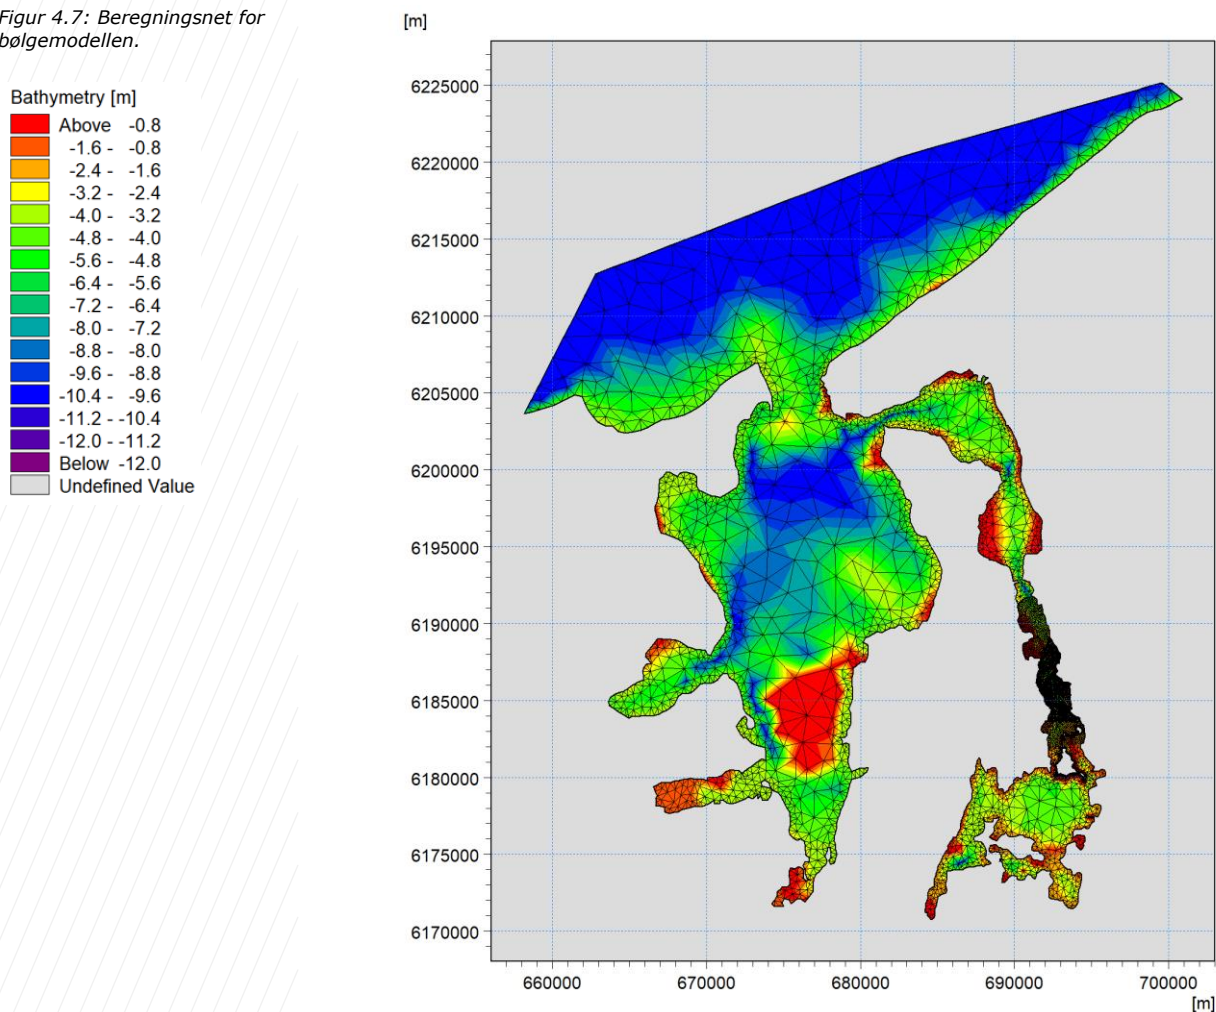 Figur 4.7: Beregningsnet for
bølgemodellen.
Bathymetry [m]
Above -0.8
-1.6 - -0.8
-2.4 - -1.6
-3.2 - -2.4
-4.0 - -3.2
-4.8 - -4.0
-5.6 - -4.8
-6.4 - -5.6
-7.2 - -6.4
-8.0 - -7.2
-8.8 - -8.0
-9.6 - -8.8
-10.4 - -9.6
-11.2 - -10.4
-12.0 - -11.2
Below -12.0
Undefined Value
[m]
6225000
6220000
6215000
6210000
6205000
6200000
6195000
6190000
6185000
6180000
6175000
6170000
660000 670000 680000 690000 700000
[m]